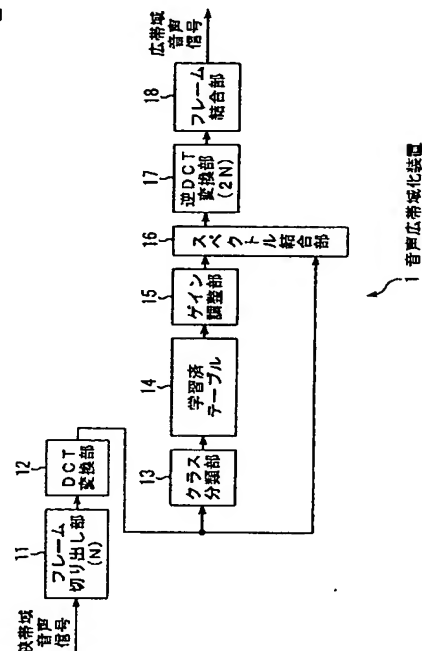 狭帯域
音声
信号
11
フレーム
切り出し部
(N)
12
DCT
変換部
13
クラス
分類部
14
学習済
テーブル
15
ゲイン
調整部
16
スペクトル結合部
17
逆DCT
変換部
(2N)
18
フレーム
結合部
広帯域
音声
信号
1 音声広帯域化装置